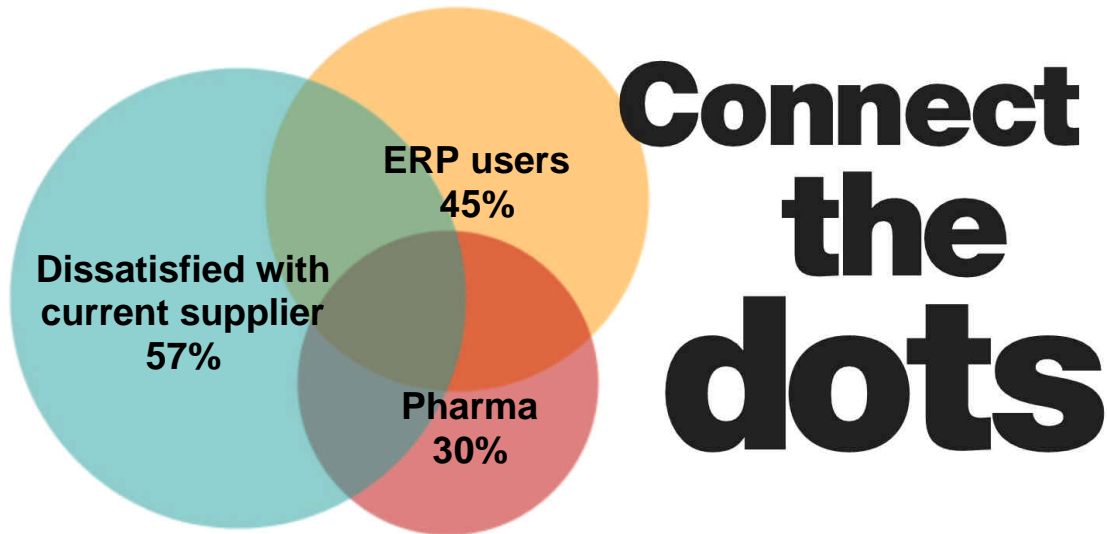 ERP users
45%
Dissatisfied with
current supplier
57%
Pharma
30%
Connect
the
dots